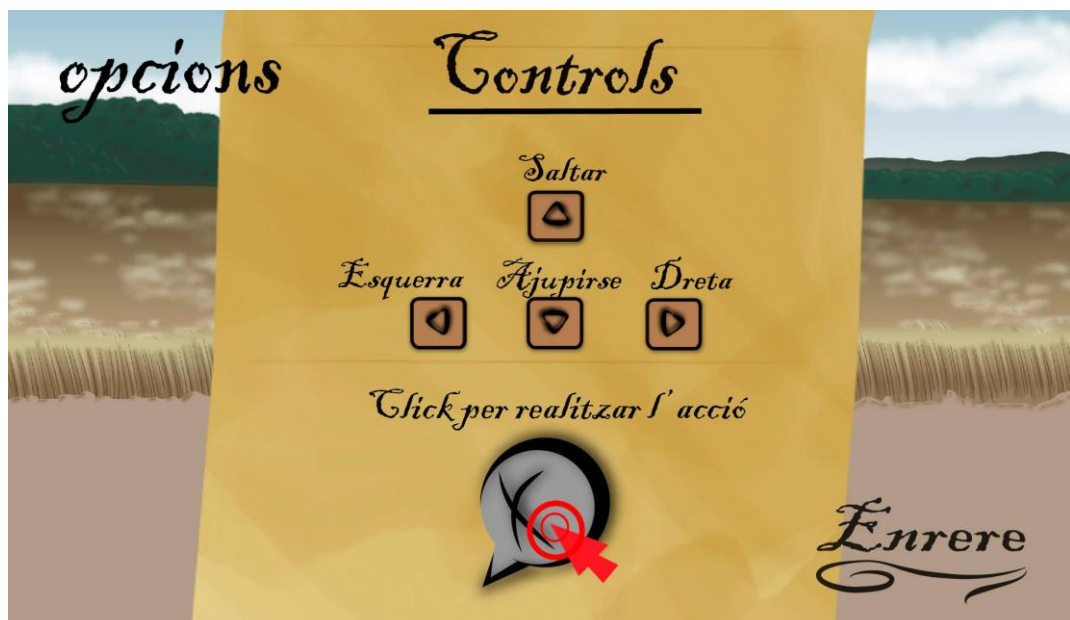 opcions
Controls
Saltar
Esquerra Ajupirse Dreta
Click per realitzar l'acció
Enrere